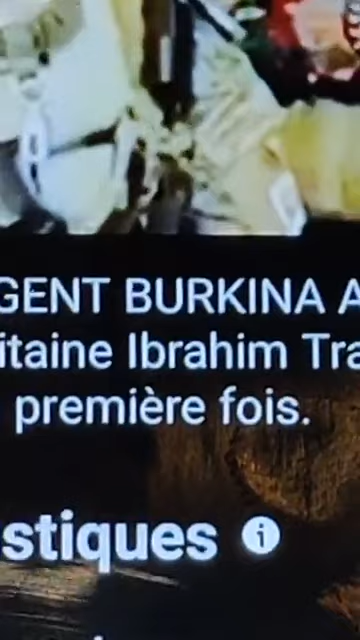 GENT BURKINA A
itaine Ibrahim Tra
première fois.
stiques